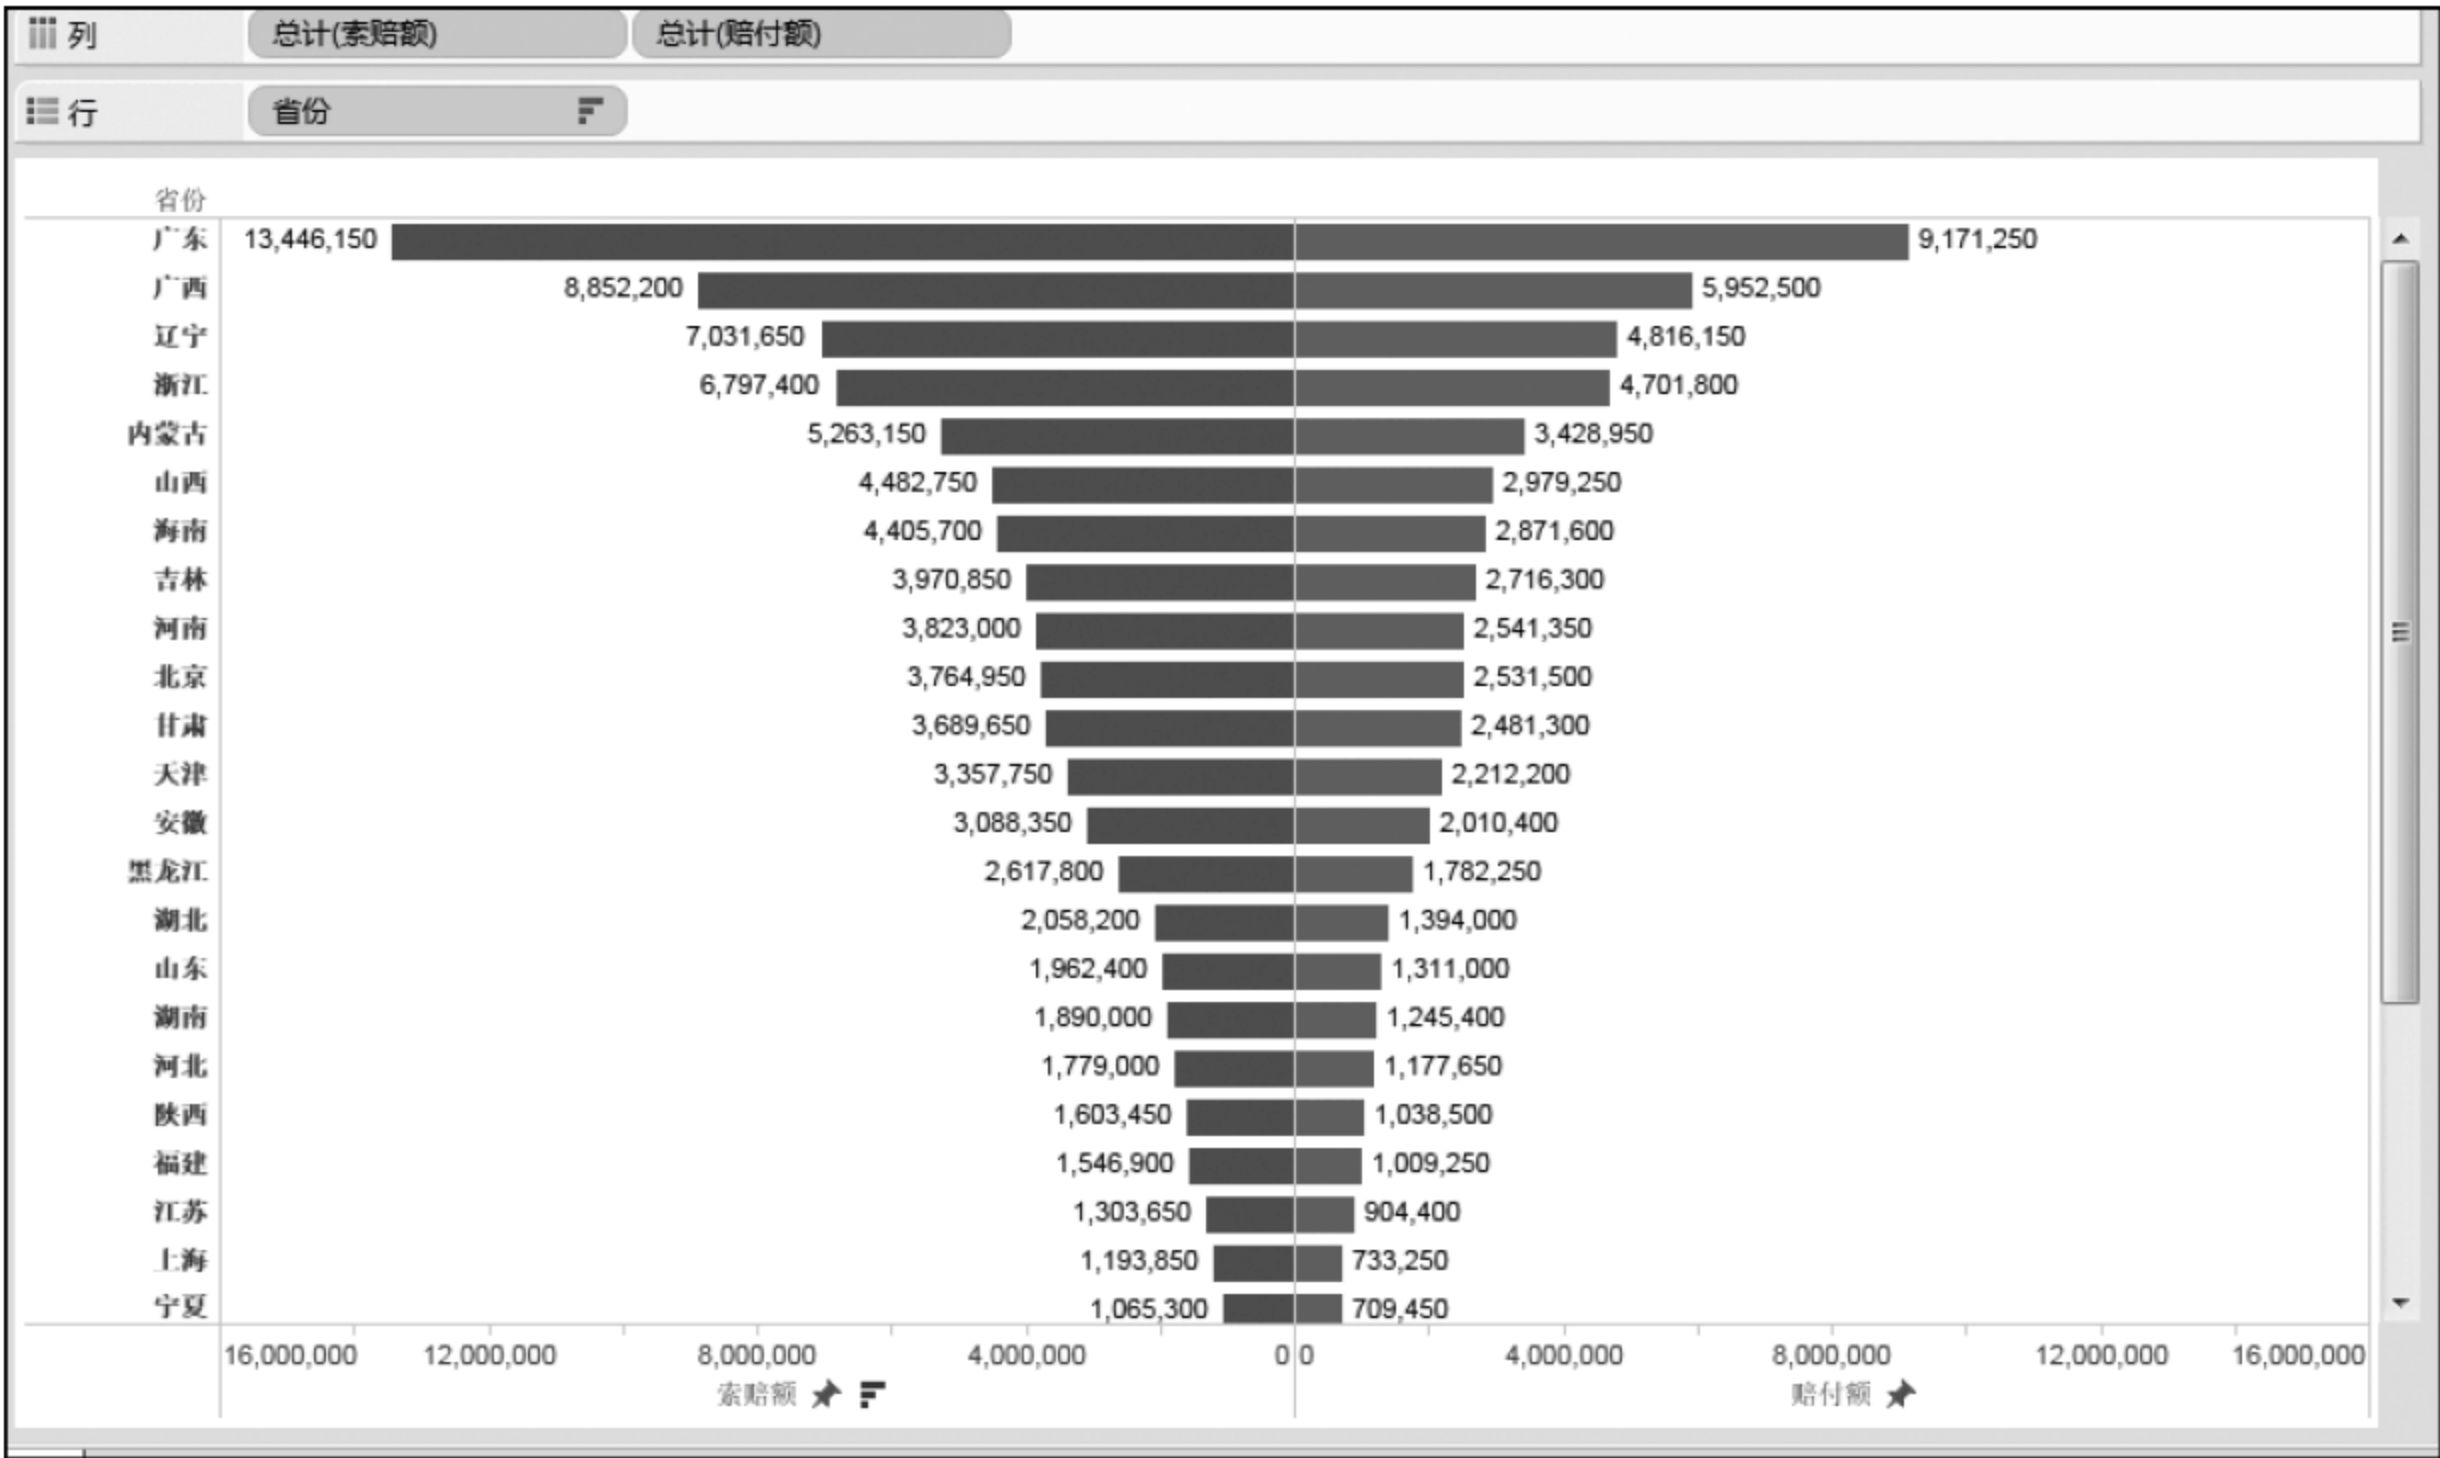 列 总计(索赔额) 总计(赔付额)
行 省份
省份
广东 13,446,150 9,171,250
广西 8,852,200 5,952,500
辽宁 7,031,650 4,816,150
浙江 6,797,400 4,701,800
内蒙古 5,263,150 3,428,950
山西 4,482,750 2,979,250
海南 4,405,700 2,871,600
吉林 3,970,850 2,716,300
河南 3,823,000 2,541,350
北京 3,764,950 2,531,500
甘肃 3,689,650 2,481,300
天津 3,357,750 2,212,200
安徽 3,088,350 2,010,400
黑龙江 2,617,800 1,782,250
湖北 2,058,200 1,394,000
山东 1,962,400 1,311,000
湖南 1,890,000 1,245,400
河北 1,779,000 1,177,650
陕西 1,603,450 1,038,500
福建 1,546,900 1,009,250
江苏 1,303,650 904,400
上海 1,193,850 733,250
宁夏 1,065,300 709,450
16,000,000 12,000,000 8,000,000 4,000,000 0 0 4,000,000 8,000,000 12,000,000 16,000,000
索赔额 赔付额